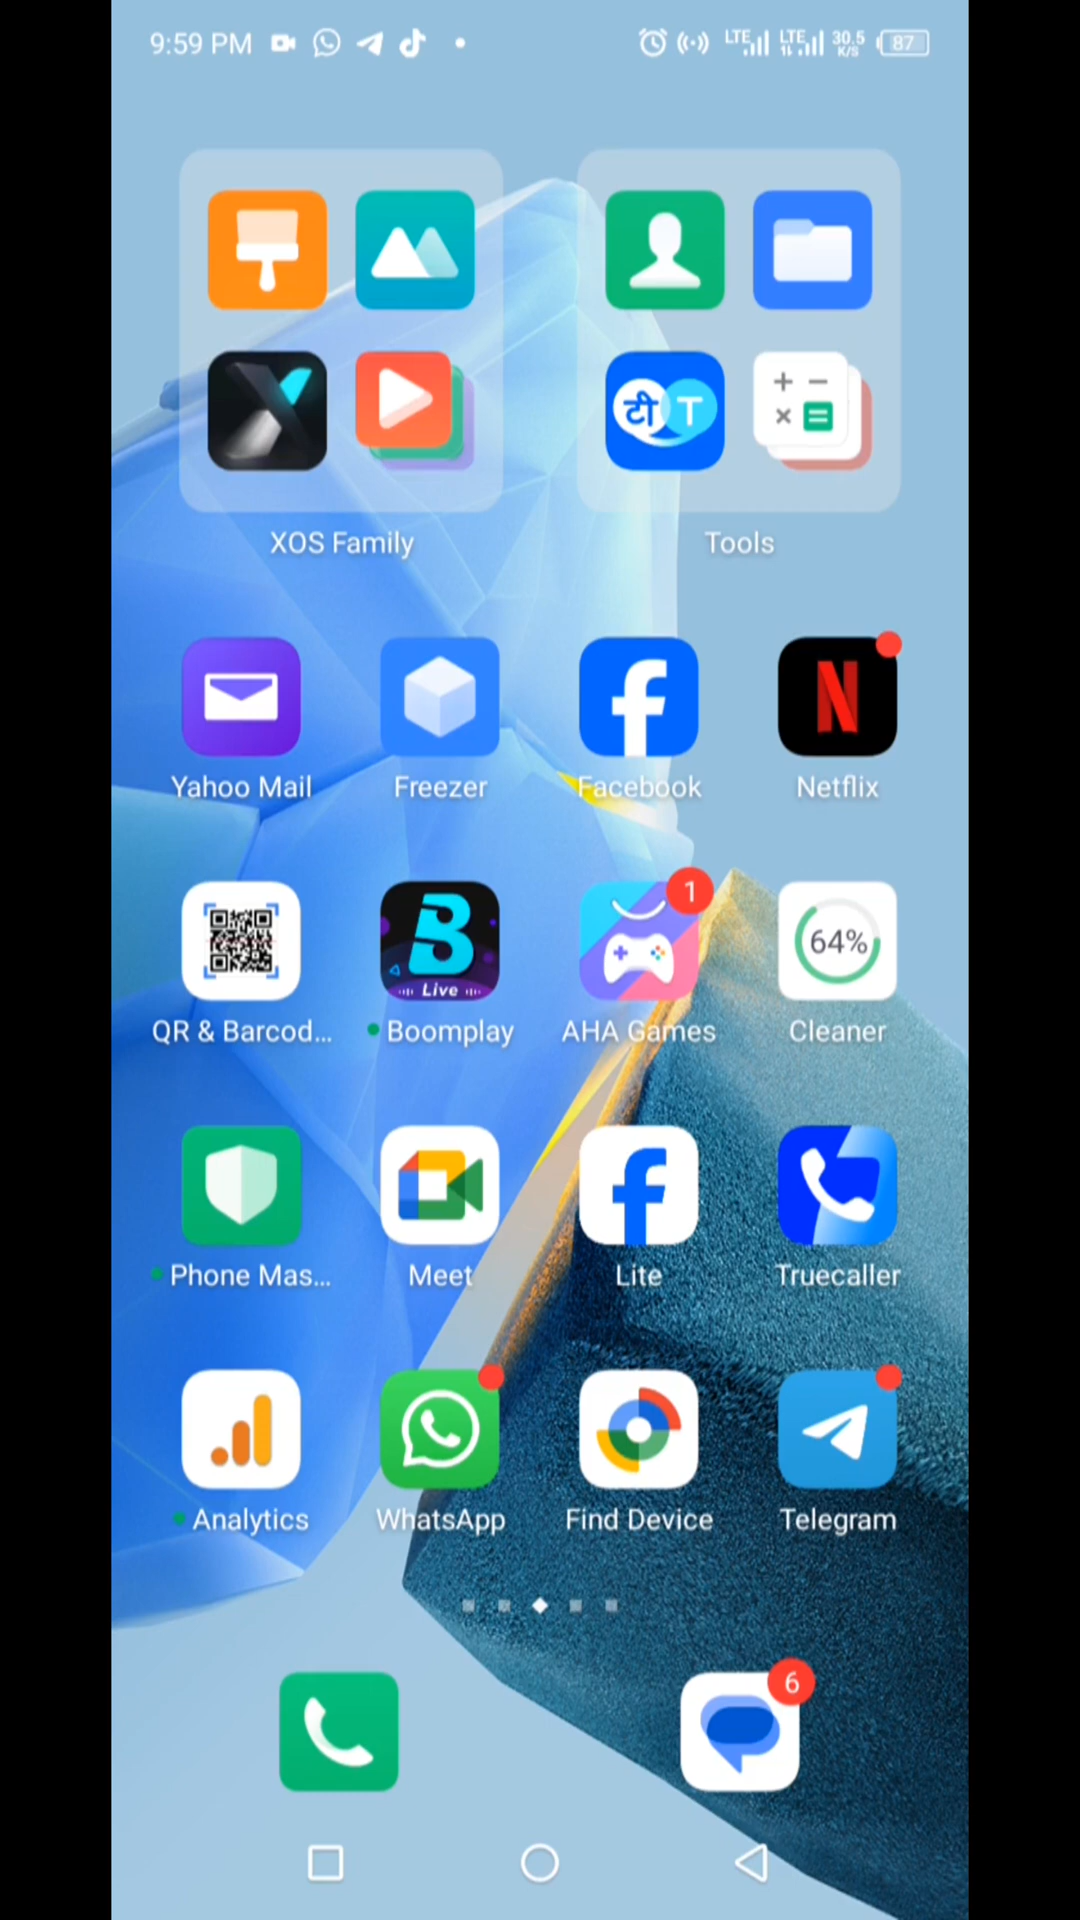 9:59 PM LTE LTE 30.5 K/S 87
टी T
XOS Family Tools
Yahoo Mail Freezer Facebook Netflix
1
Live
64%
QR & Barcod... Boomplay AHA Games Cleaner
Phone Mas... Meet Lite Truecaller
Analytics WhatsApp Find Device Telegram
6